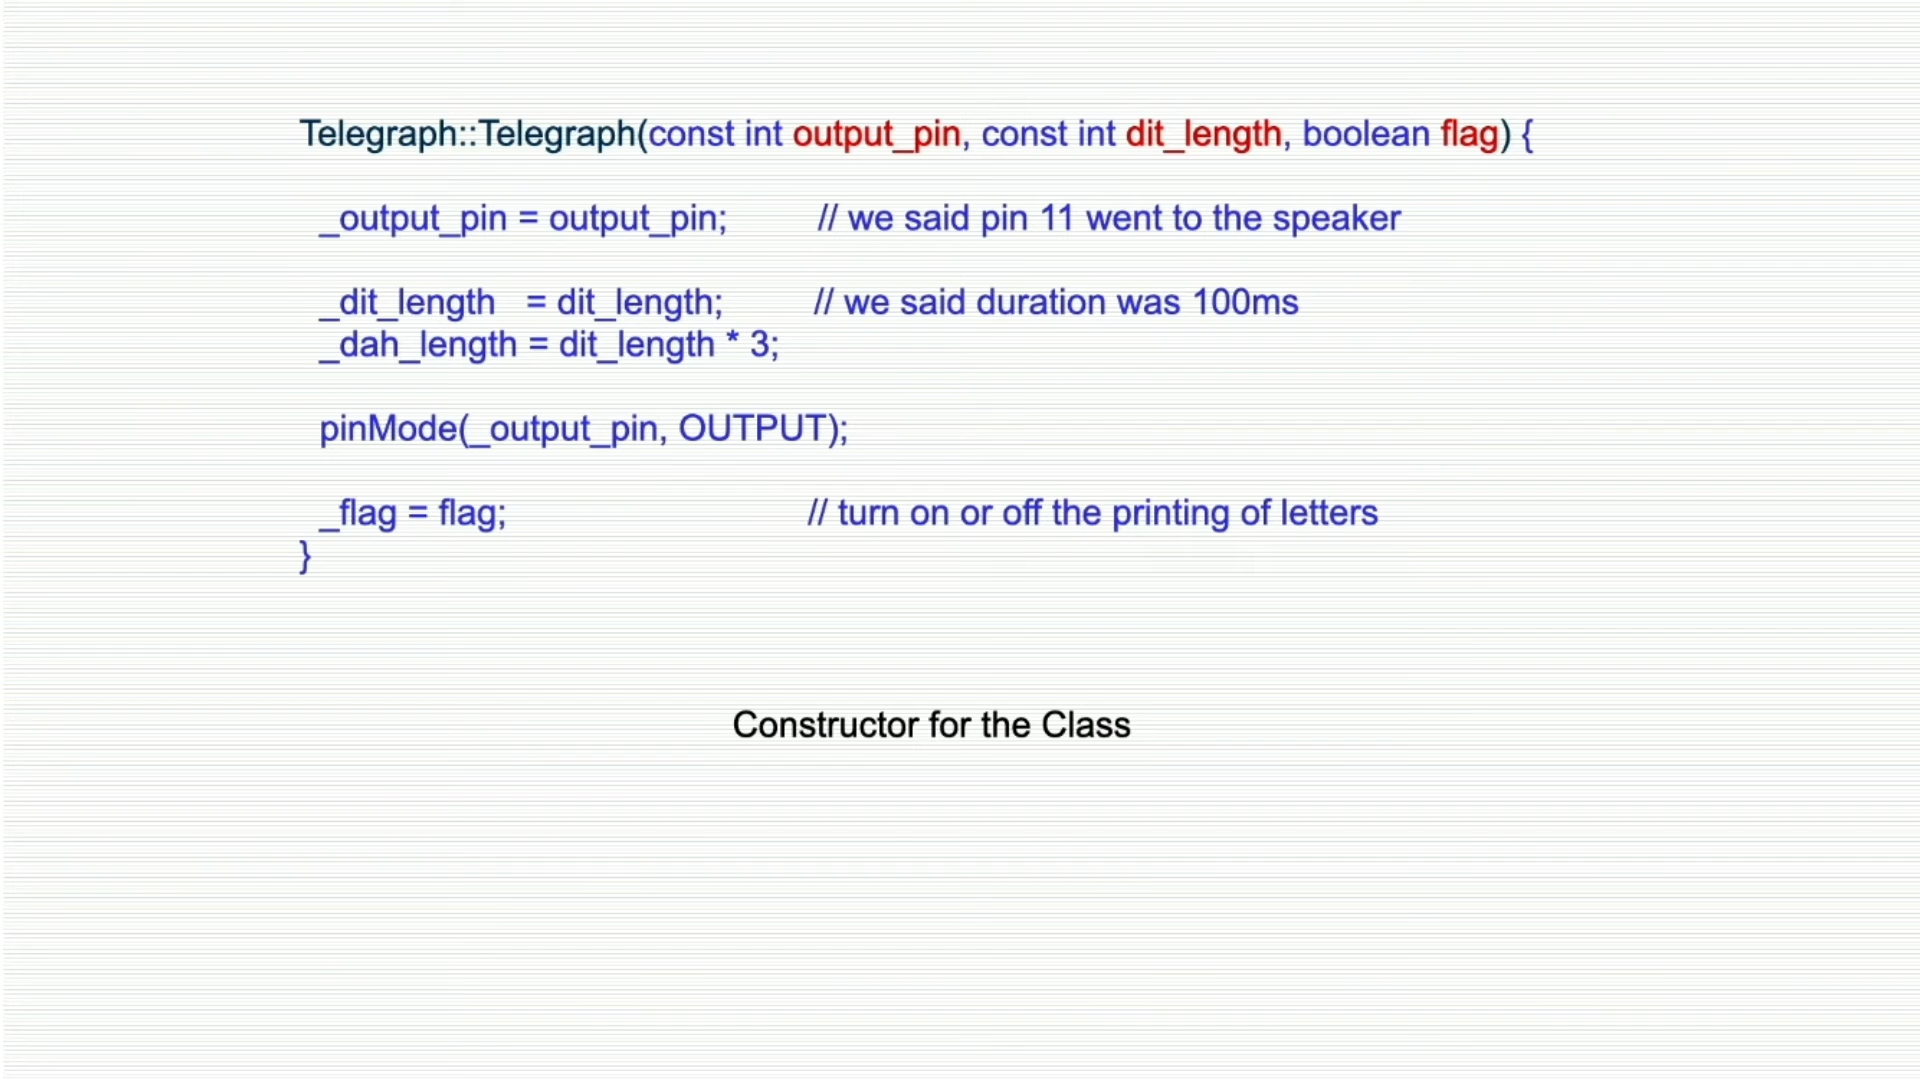 Telegraph::Telegraph(const int output_pin, const int dit_length, boolean flag) {
_output_pin = output_pin; // we said pin 11 went to the speaker
_dit_length = dit_length; // we said duration was 100ms
_dah_length = dit_length * 3;
pinMode(_output_pin, OUTPUT);
_flag = flag; // turn on or off the printing of letters
}
Constructor for the Class